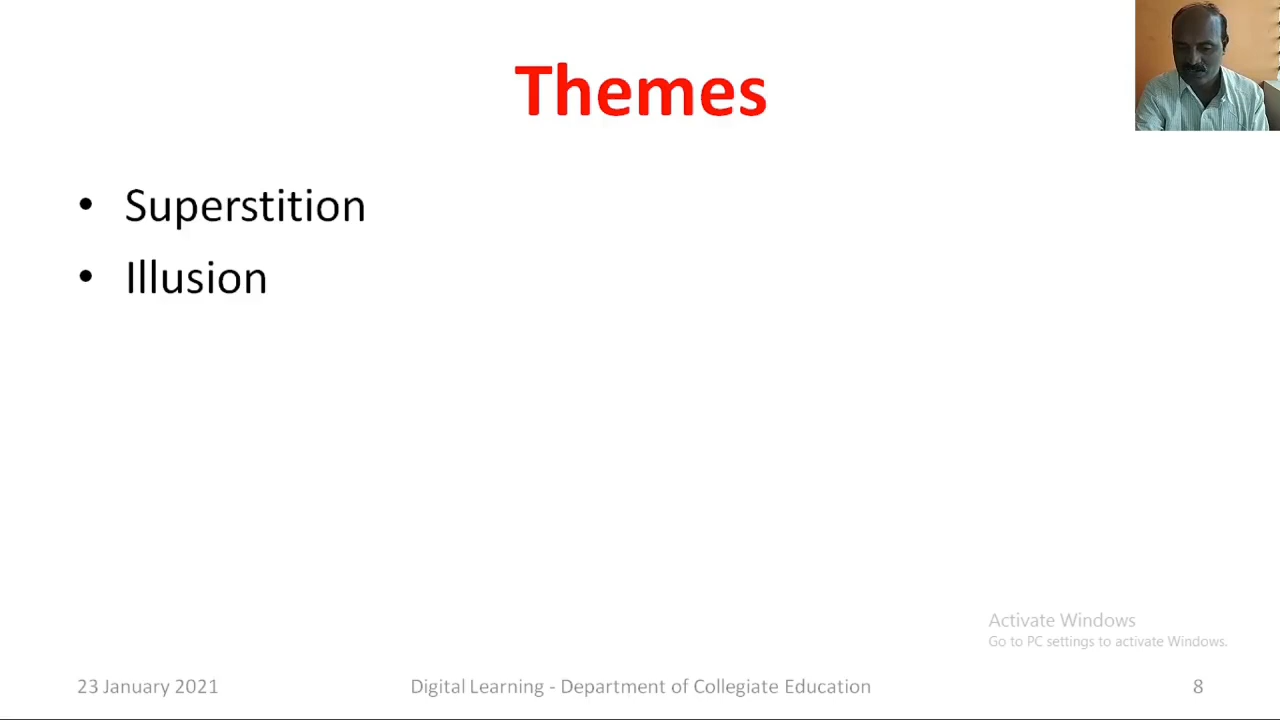 Themes
• Superstition
• Illusion
Activate Windows
Go to PC settings to activate Windows.
23 January 2021
Digital Learning - Department of Collegiate Education
8